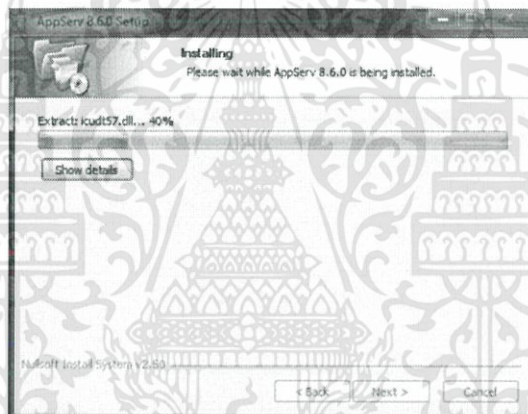 AppServ 8.6.0 Setup
Installing
Please wait while AppServ 8.6.0 is being installed.
Extract: icudt57.dll... 40%
Show details
Nullsoft Install System v2.50
< Back
Next >
Cancel